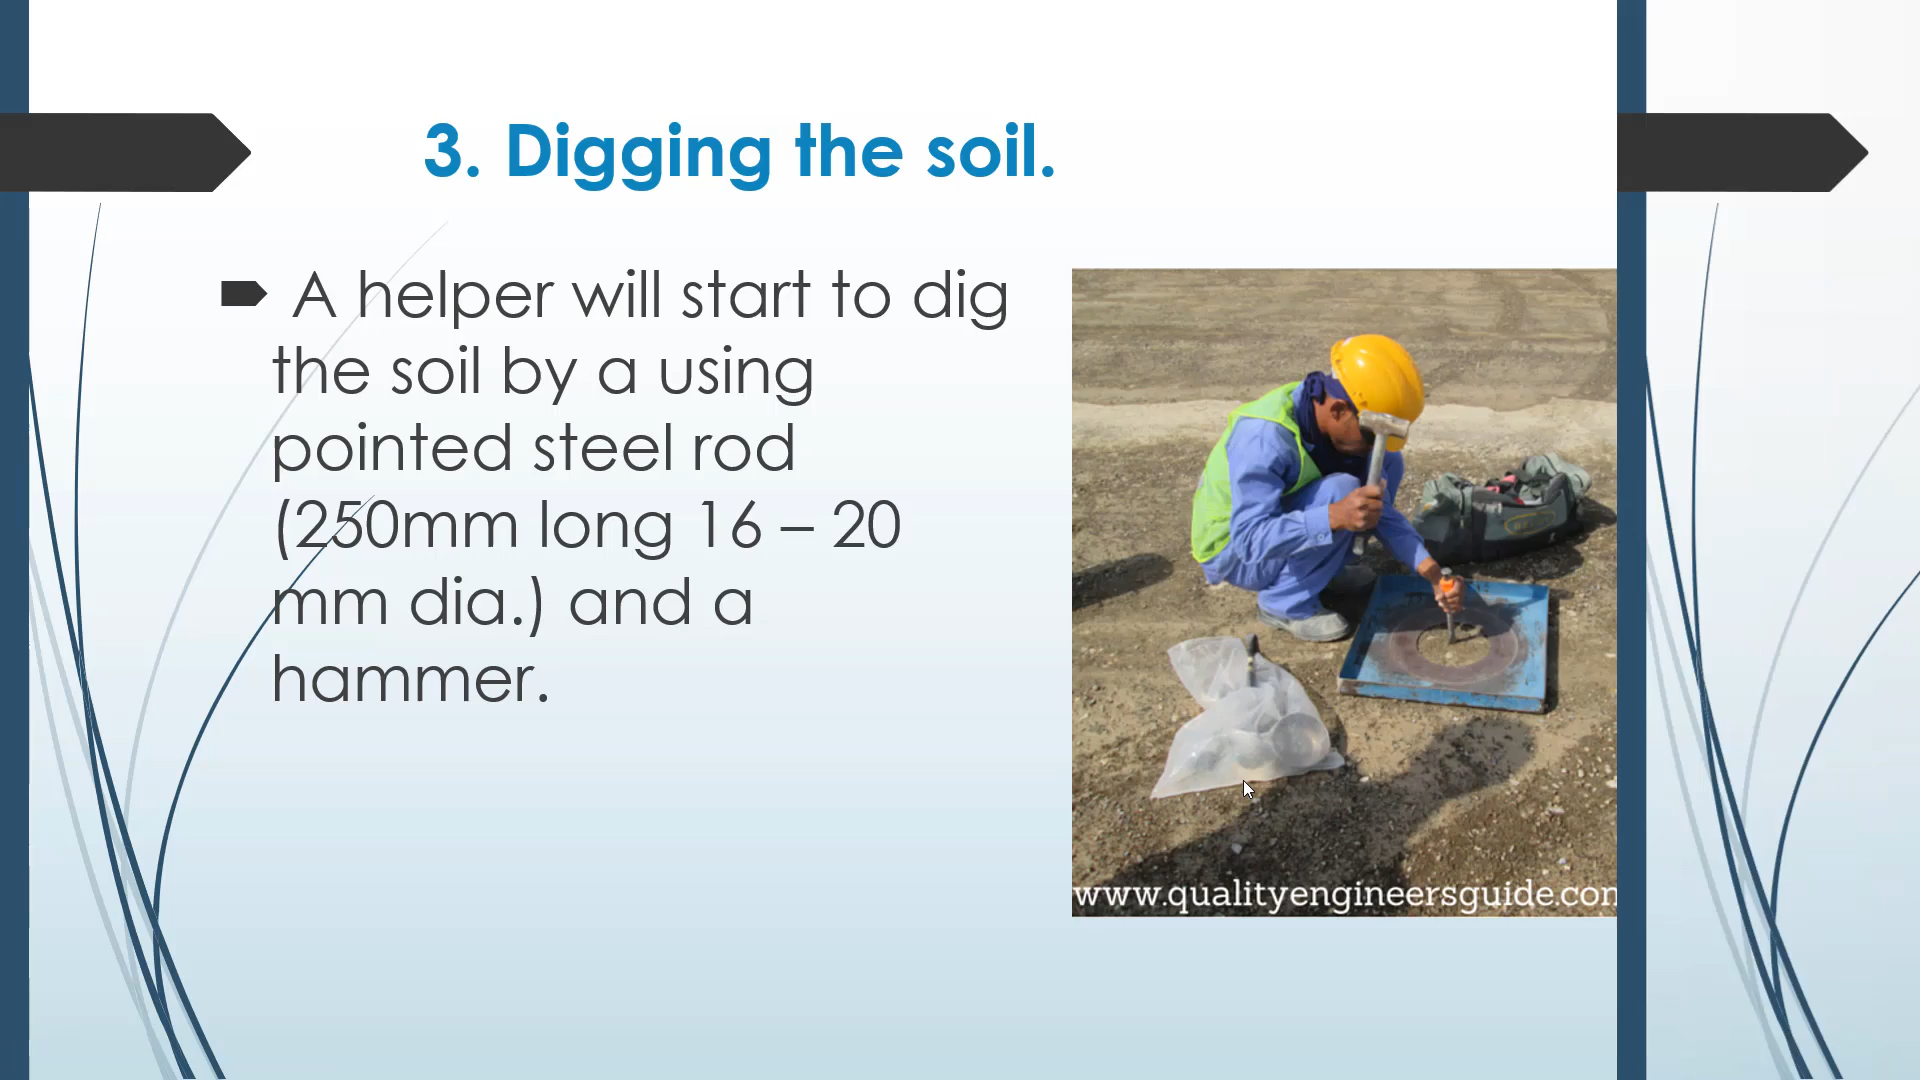 3. Digging the soil.
A helper will start to dig
the soil by a using
pointed steel rod
(250mm long 16 – 20
mm dia.) and a
hammer.
www.qualityengineersguide.com